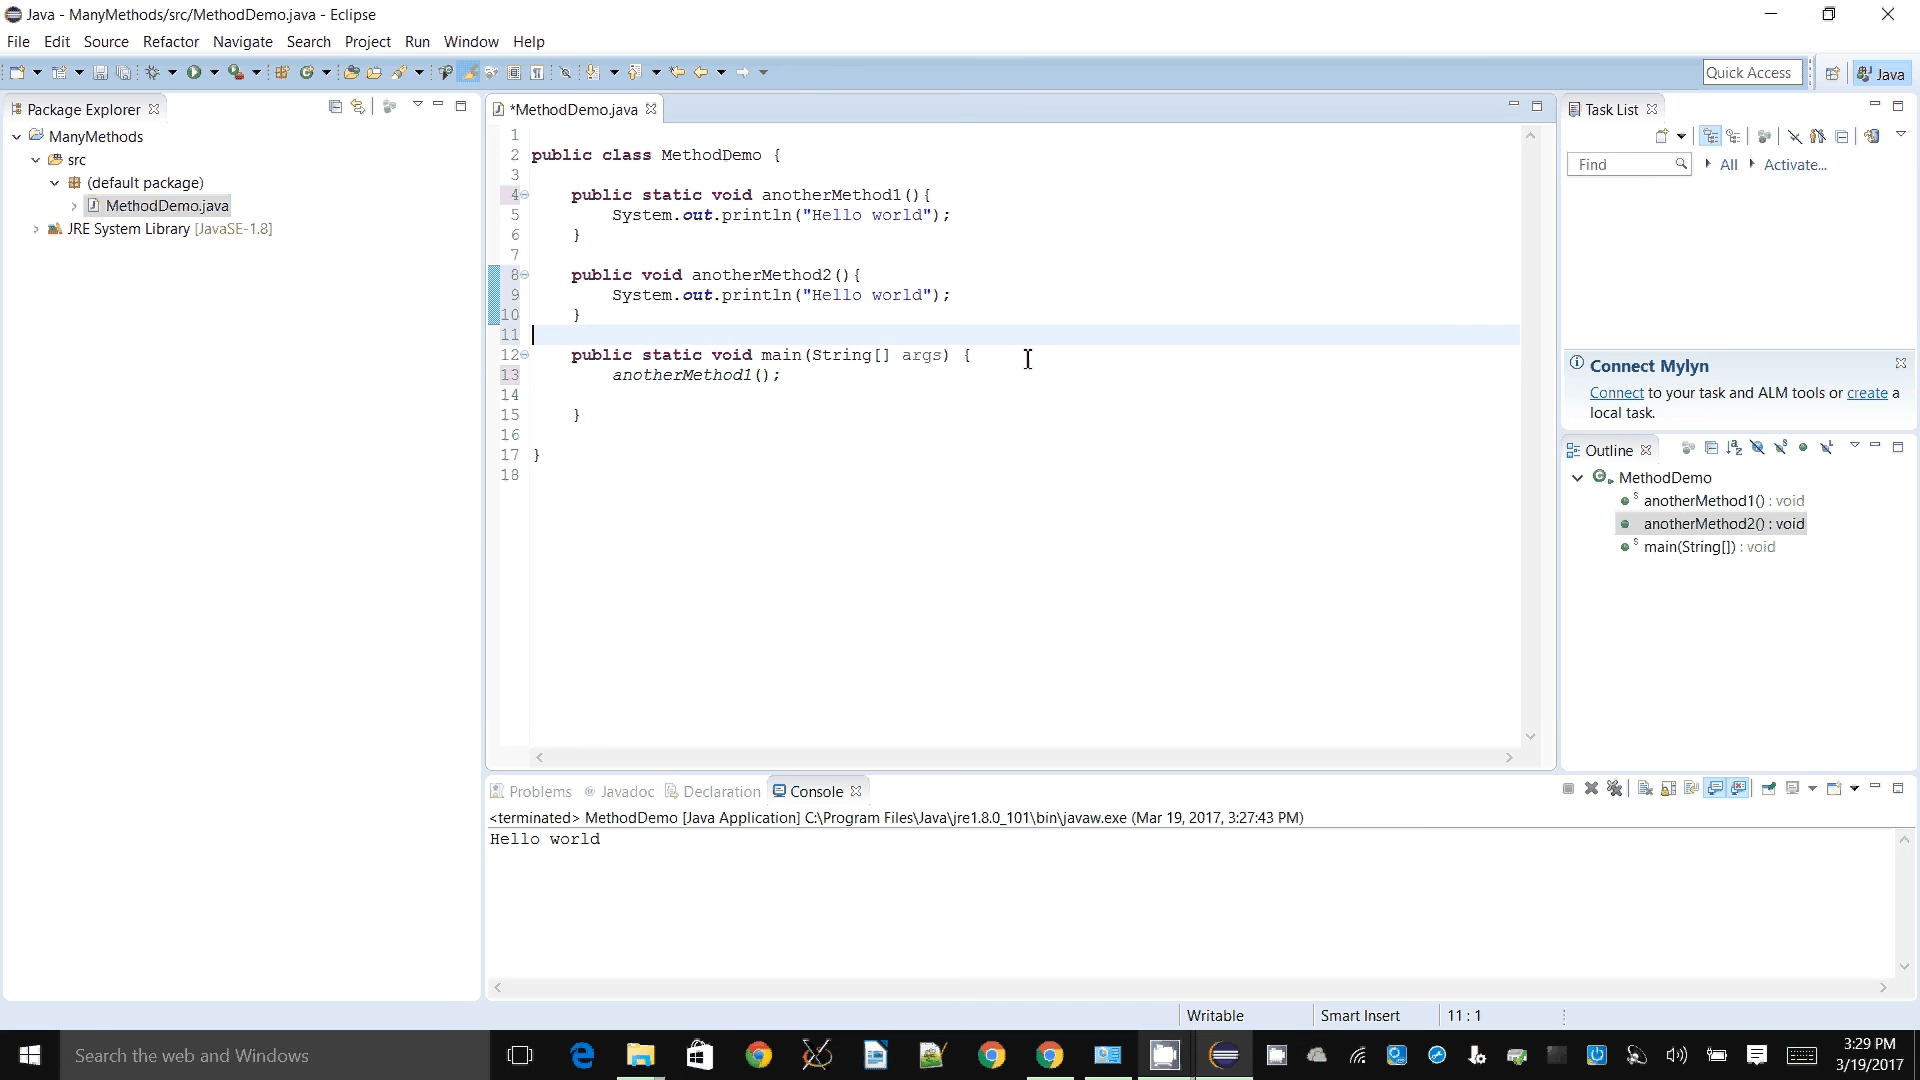 Java - ManyMethods/src/MethodDemo.java - Eclipse
File Edit Source Refactor Navigate Search Project Run Window Help
Quick Access
Java
Package Explorer
ManyMethods
src
(default package)
MethodDemo.java
JRE System Library [JavaSE-1.8]
*MethodDemo.java
1
2 public class MethodDemo {
3
4 public static void anotherMethod1(){
5 System.out.println("Hello world");
6 }
7
8 public void anotherMethod2(){
9 System.out.println("Hello world");
10 }
11
12 public static void main(String[] args) {
13 anotherMethod1();
14
15 }
16
17 }
18
Task List
Find
All
Activate...
Connect Mylyn
Connect to your task and ALM tools or create a
local task.
Outline
MethodDemo
anotherMethod1() : void
anotherMethod2() : void
main(String[]) : void
Problems
Javadoc
Declaration
Console
<terminated> MethodDemo [Java Application] C:\Program Files\Java\jre1.8.0_101\bin\javaw.exe (Mar 19, 2017, 3:27:43 PM)
Hello world
Writable
Smart Insert
11 : 1
Search the web and Windows
3:29 PM
3/19/2017